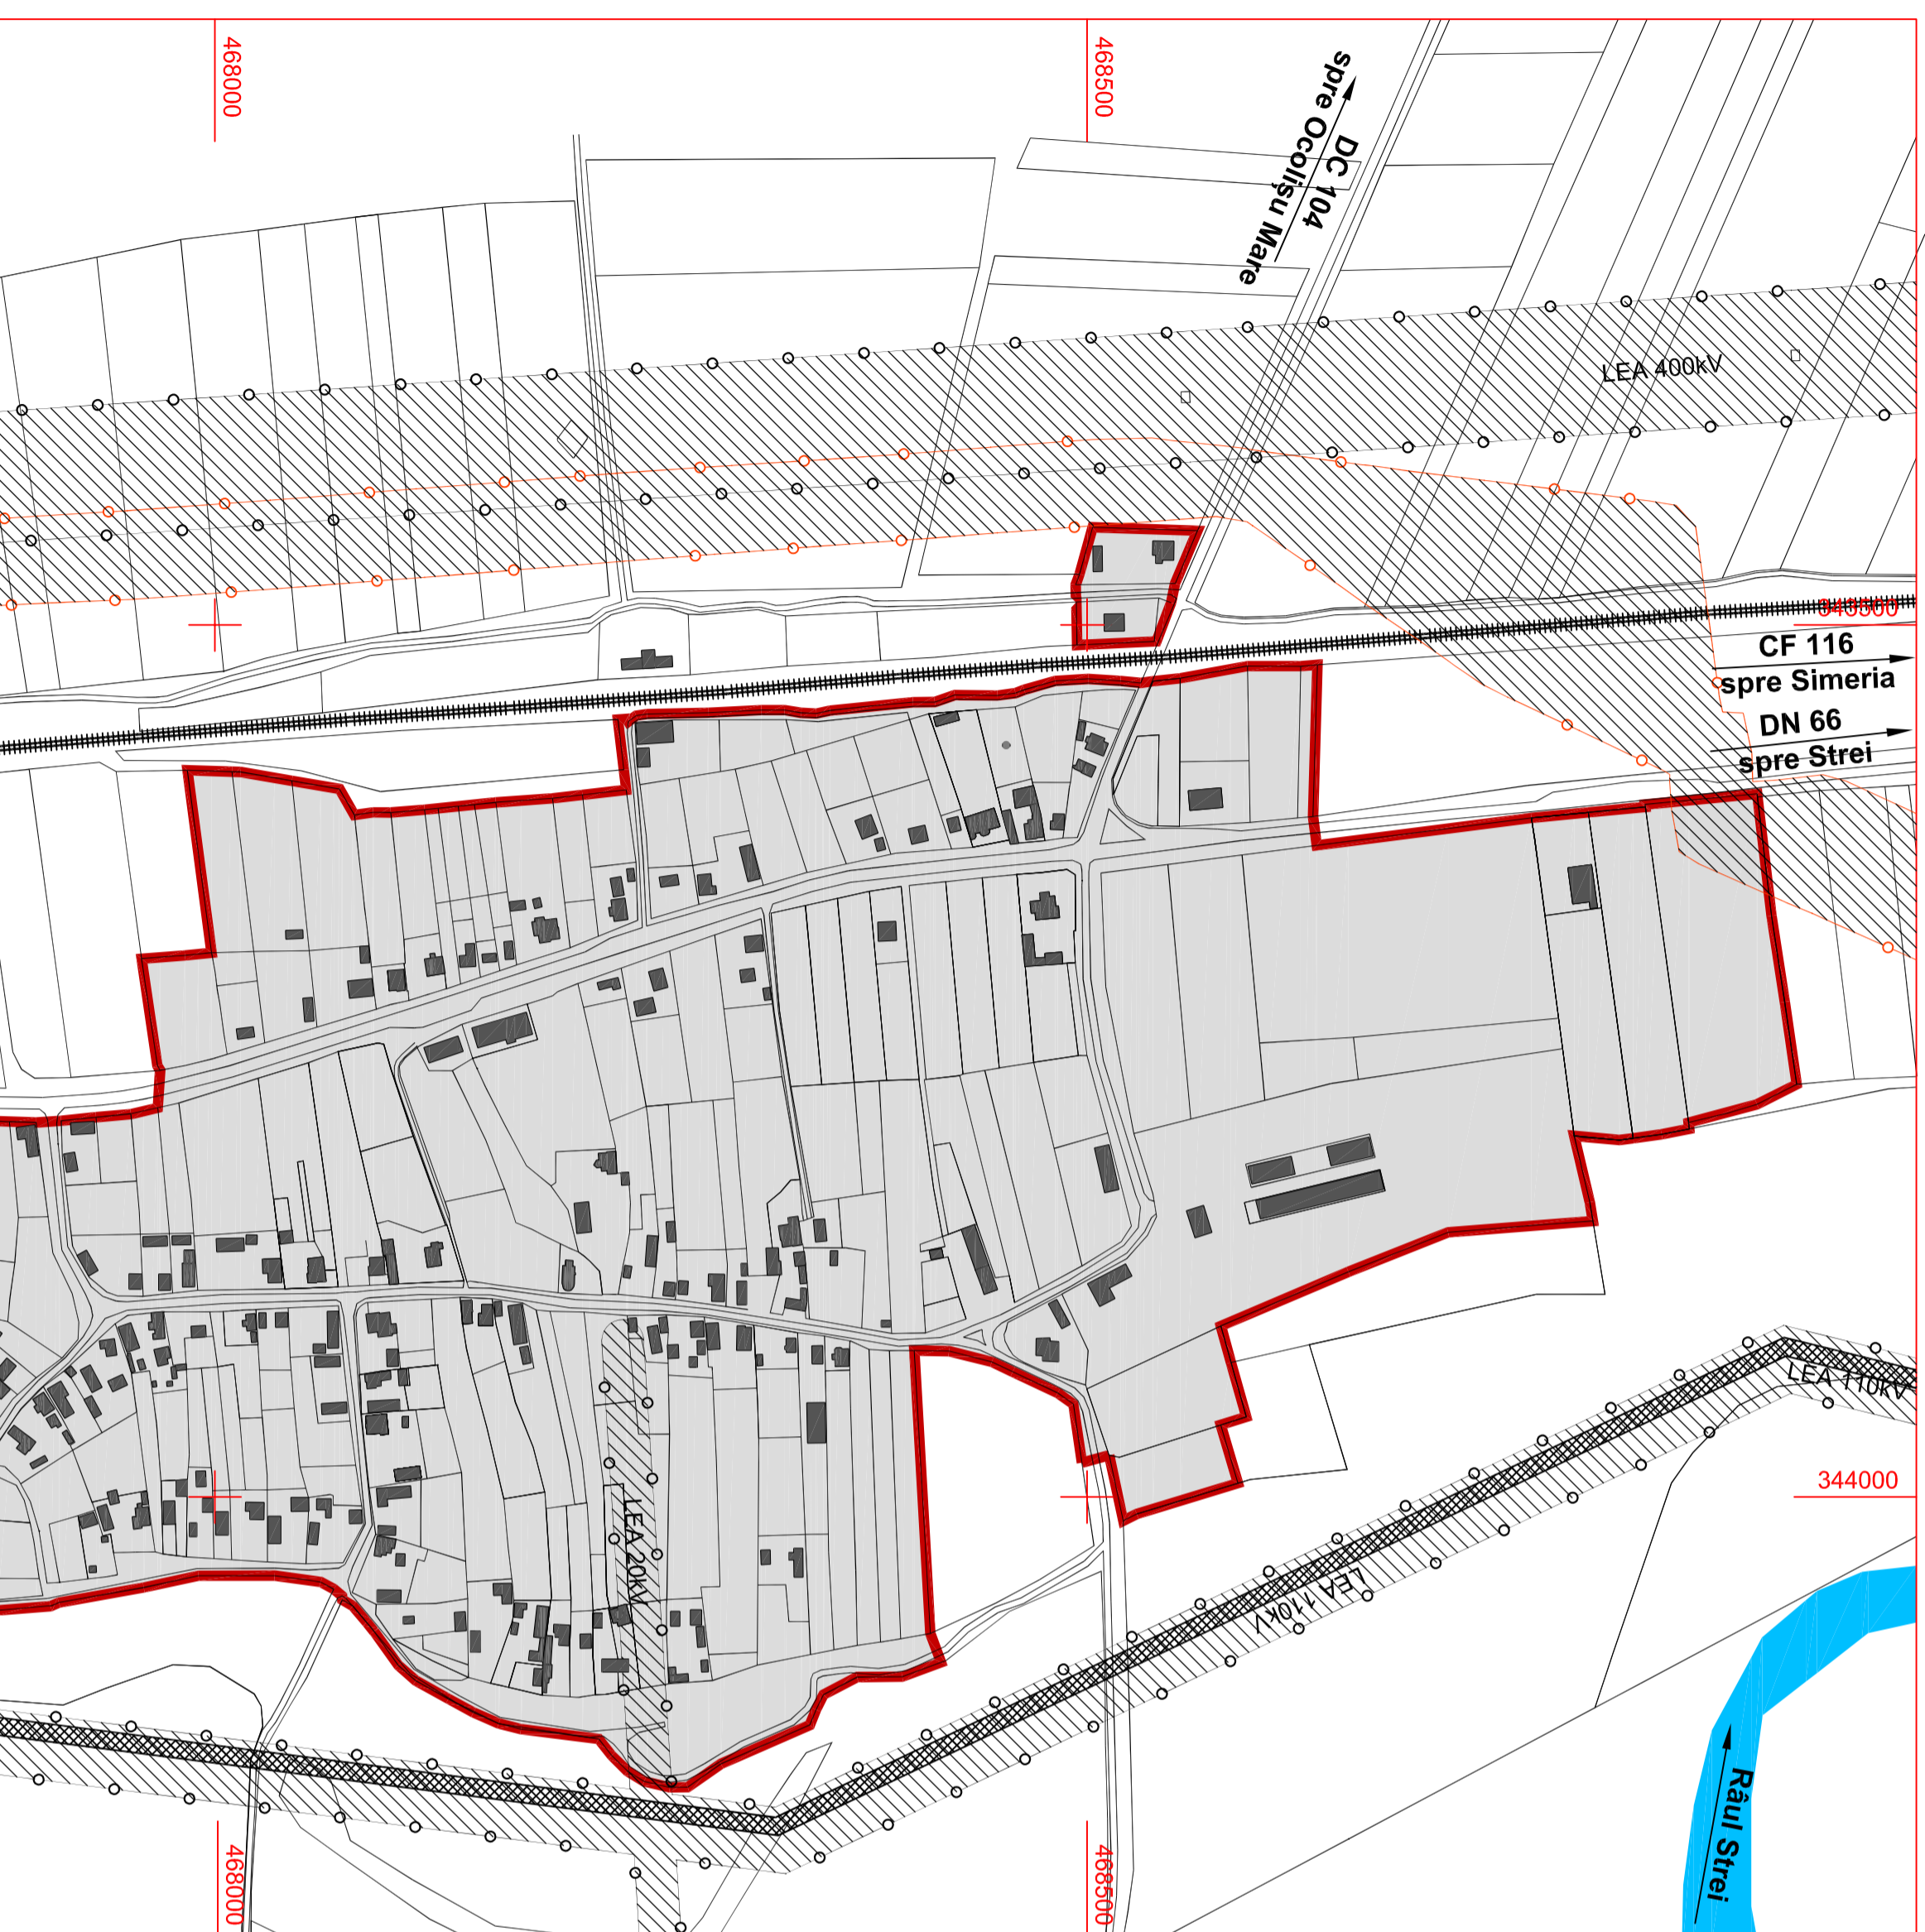 468000
468500
DC 104
spre Ocolișu Mare
LEA 400kV
343500
CF 116
spre Simeria
DN 66
spre Strei
LEA 110kV
344000
LEA 20kV
LEA 110kV
Râul Strei
468000
468500